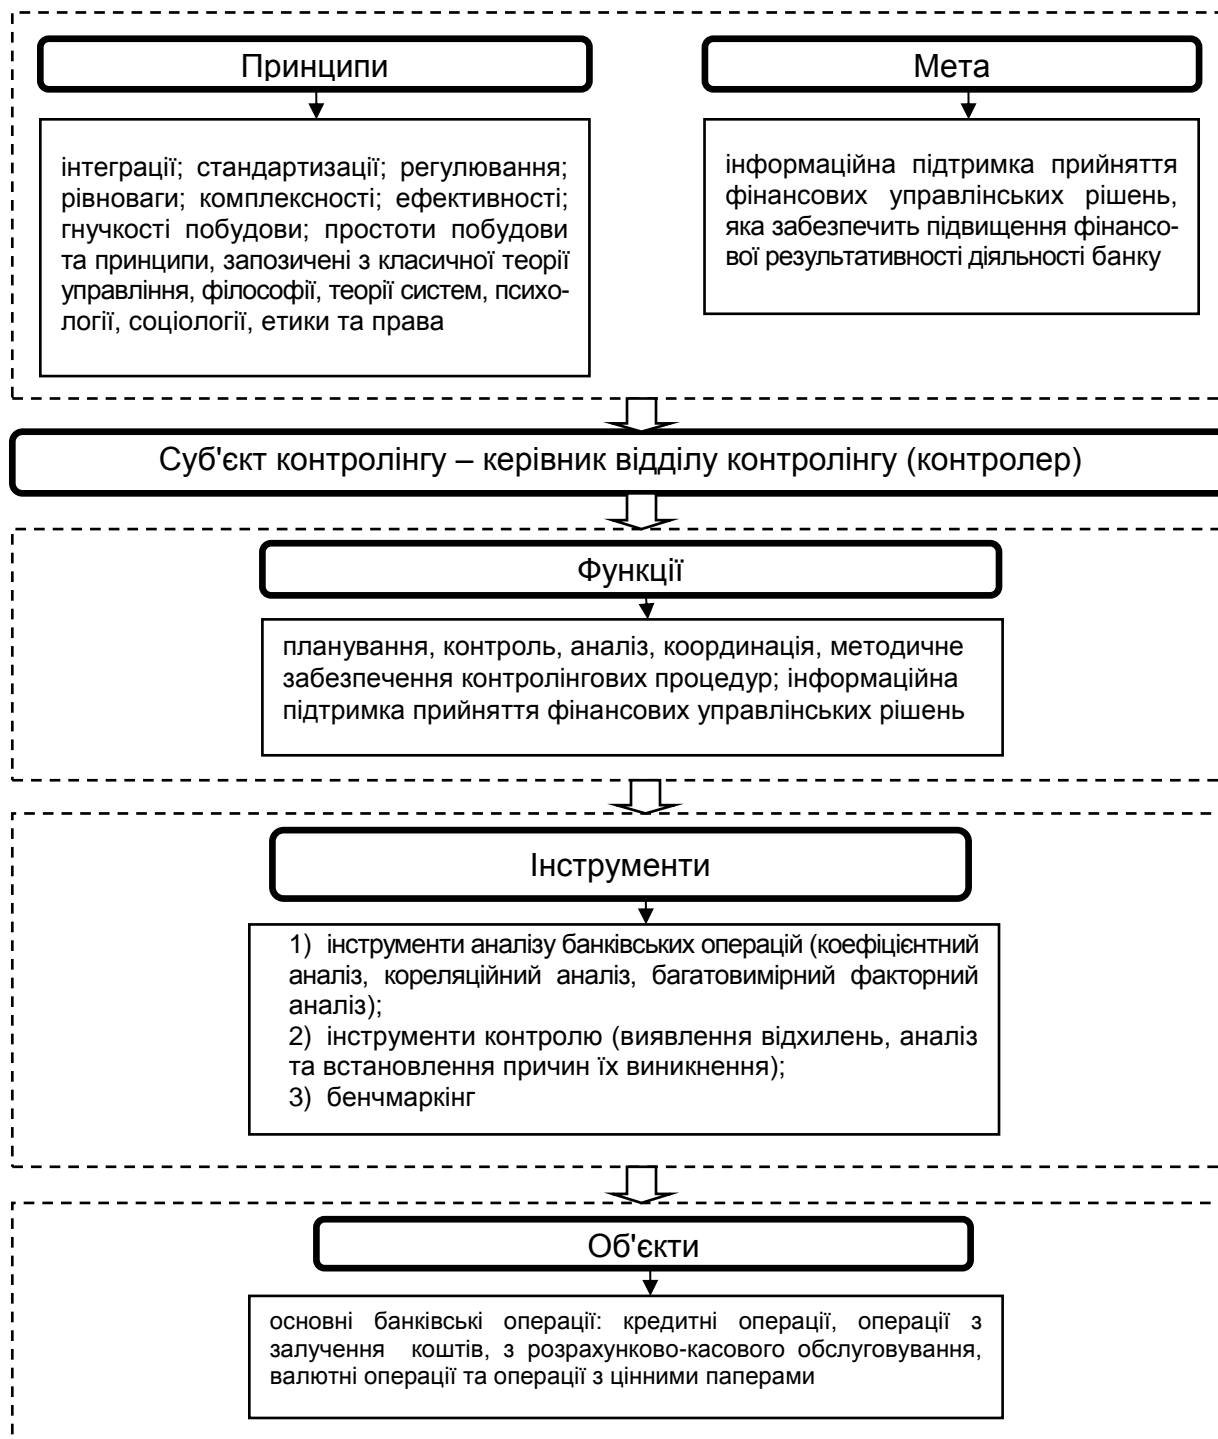 Принципи
інтеграції; стандартизації; регулювання;
рівноваги; комплексності; ефективності;
гнучкості побудови; простоти побудови
та принципи, запозичені з класичної теорії
управління, філософії, теорії систем, психо-
логії, соціології, етики та права
Мета
інформаційна підтримка прийняття
фінансових управлінських рішень,
яка забезпечить підвищення фінансо-
вої результативності діяльності банку
Суб'єкт контролінгу – керівник відділу контролінгу (контролер)
Функції
планування, контроль, аналіз, координація, методичне
забезпечення контролінгових процедур; інформаційна
підтримка прийняття фінансових управлінських рішень
Інструменти
1) інструменти аналізу банківських операцій (коефіцієнтний
аналіз, кореляційний аналіз, багатовимірний факторний
аналіз);
2) інструменти контролю (виявлення відхилень, аналіз
та встановлення причин їх виникнення);
3) бенчмаркінг
Об'єкти
основні банківські операції: кредитні операції, операції з
залучення коштів, з розрахунково-касового обслуговування,
валютні операції та операції з цінними паперами